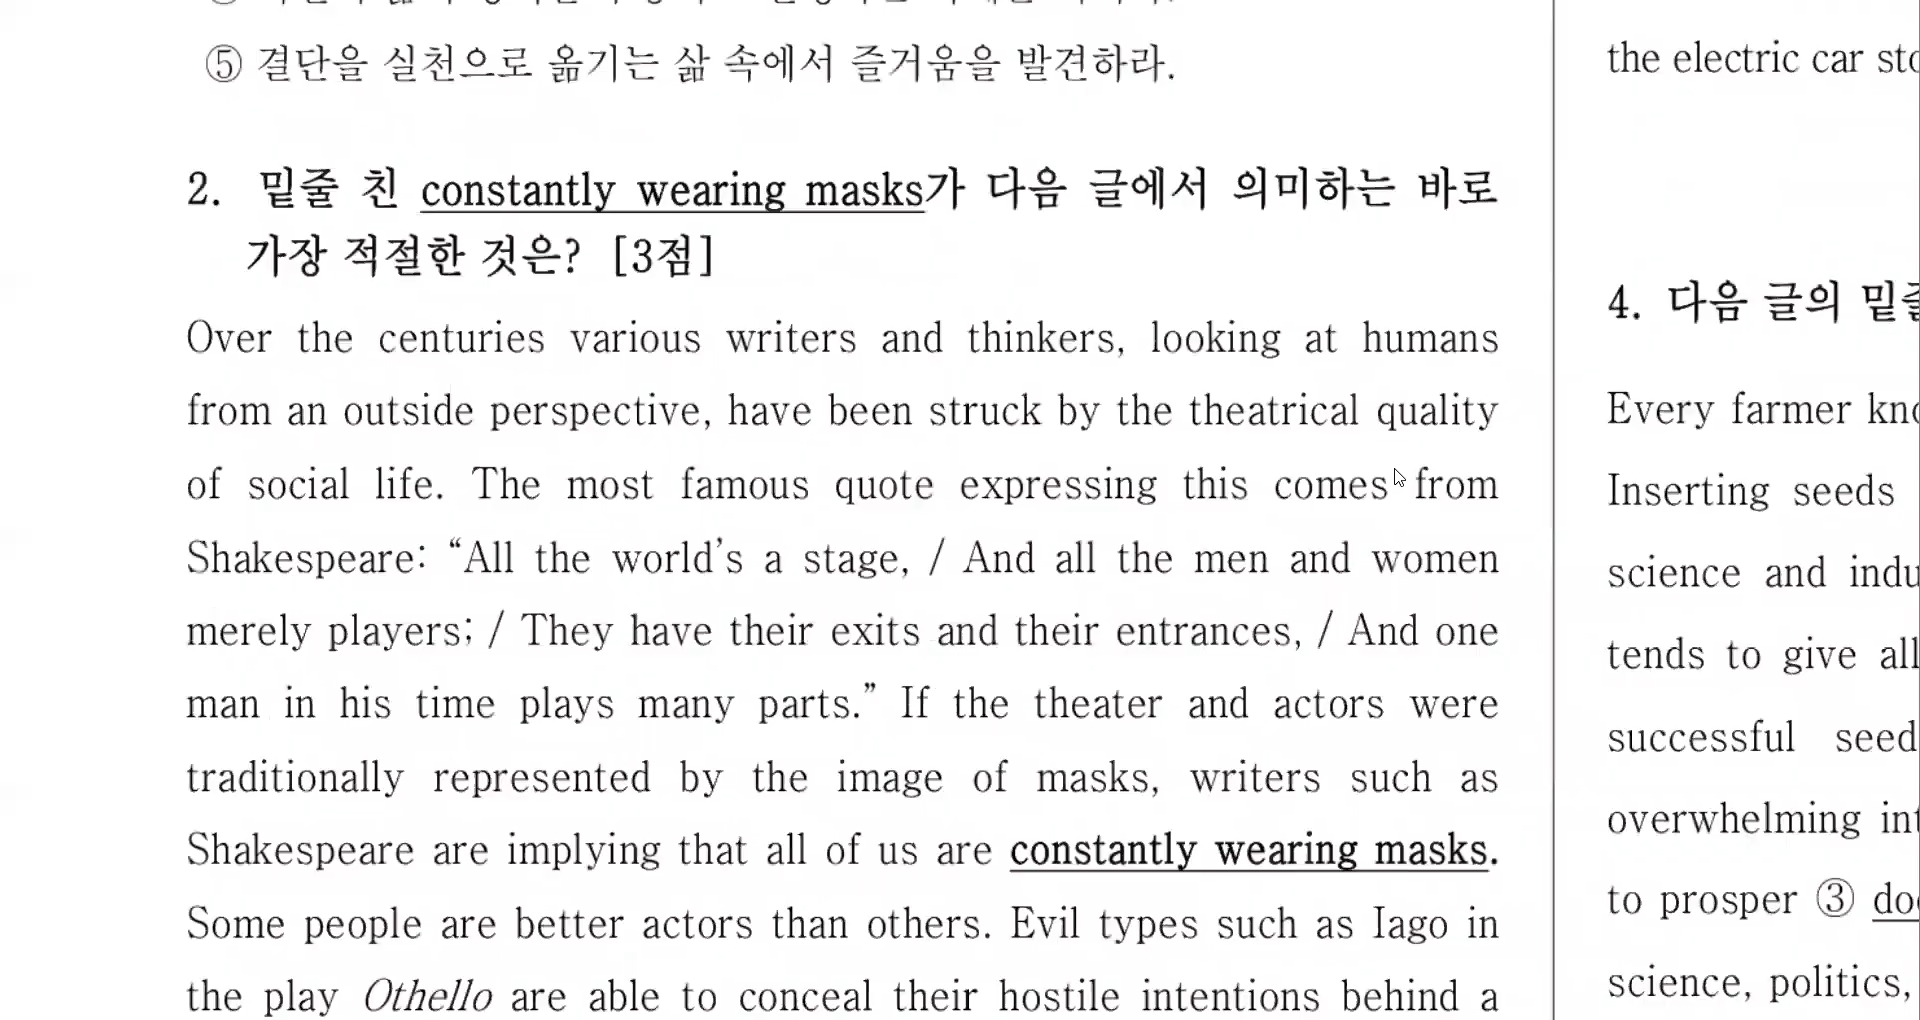 ⑤ 결단을 실천으로 옮기는 삶 속에서 즐거움을 발견하라.
2. 밑줄 친 constantly wearing masks가 다음 글에서 의미하는 바로
가장 적절한 것은? [3점]
Over the centuries various writers and thinkers, looking at humans
from an outside perspective, have been struck by the theatrical quality
of social life. The most famous quote expressing this comes from
Shakespeare: “All the world’s a stage, / And all the men and women
merely players; / They have their exits and their entrances, / And one
man in his time plays many parts.” If the theater and actors were
traditionally represented by the image of masks, writers such as
Shakespeare are implying that all of us are constantly wearing masks.
Some people are better actors than others. Evil types such as Iago in
the play Othello are able to conceal their hostile intentions behind a
the electric car
4. 다음 글의
Every farmer
Inserting seeds
science and
tends to give all
successful seed
overwhelming
to prosper ③
science, politics,